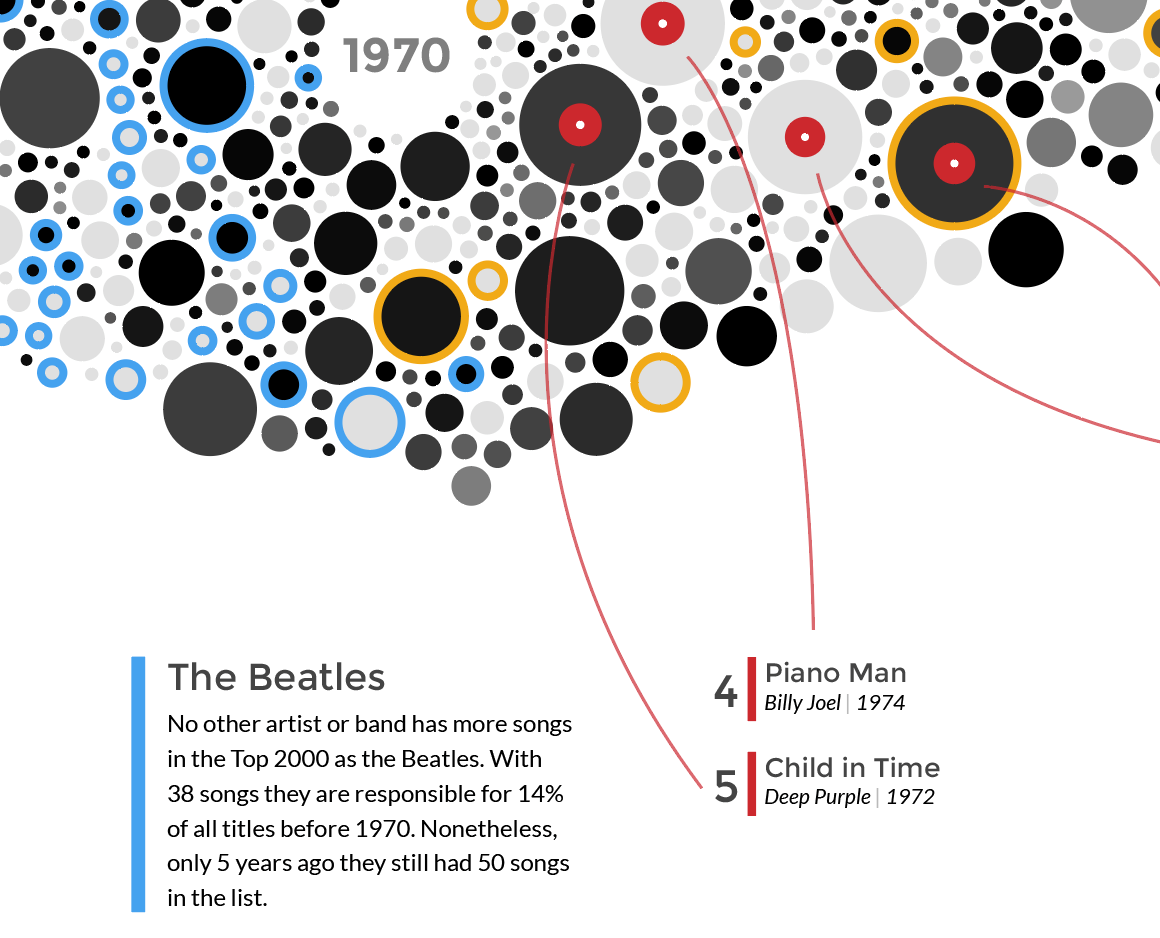 1970
The Beatles
No other artist or band has more songs
in the Top 2000 as the Beatles. With
38 songs they are responsible for 14%
of all titles before 1970. Nonetheless,
only 5 years ago they still had 50 songs
in the list.
4 Piano Man
Billy Joel | 1974
5 Child in Time
Deep Purple | 1972